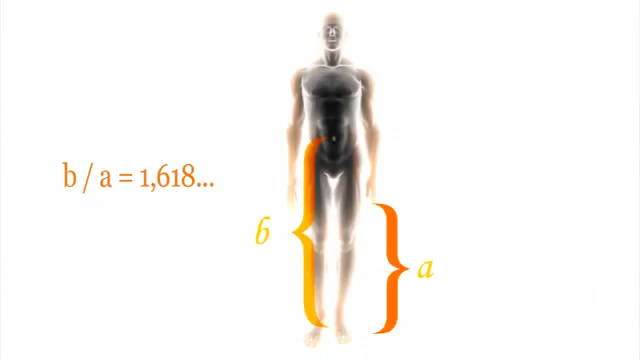 b / a = 1,618...
b
a